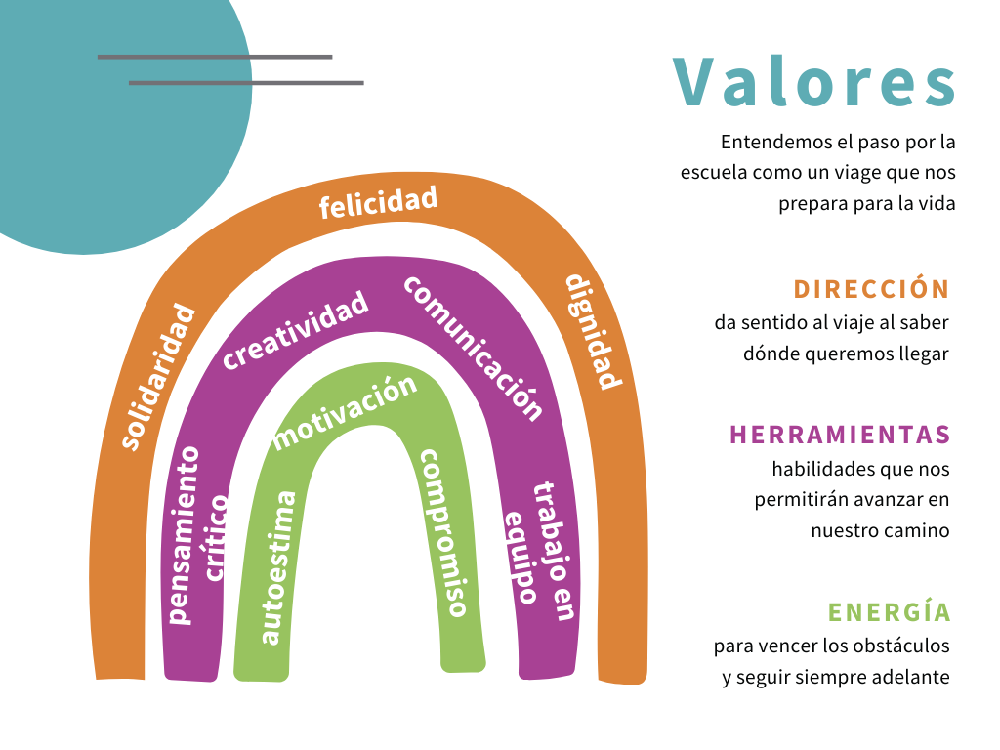 Valores
Entendemos el paso por la
escuela como un viage que nos
prepara para la vida
felicidad
solidaridad
dignidad
creatividad
comunicación
pensamiento
crítico
trabajo en
equipo
motivación
autoestima
compromiso
DIRECCIÓN
da sentido al viaje al saber
dónde queremos llegar
HERRAMIENTAS
habilidades que nos
permitirán avanzar en
nuestro camino
ENERGÍA
para vencer los obstáculos
y seguir siempre adelante